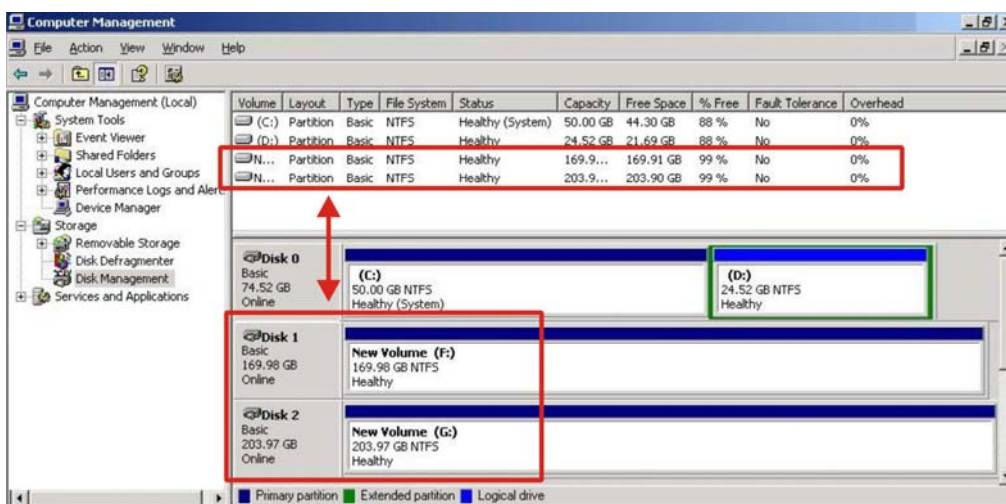 Computer Management
File Action View Window Help
Computer Management (Local)
System Tools
Event Viewer
Shared Folders
Local Users and Groups
Performance Logs and Alert:
Device Manager
Storage
Removable Storage
Disk Defragmenter
Disk Management
Services and Applications
Volume Layout Type File System Status Capacity Free Space % Free Fault Tolerance Overhead
(C:) Partition Basic NTFS Healthy (System) 50.00 GB 44.30 GB 88 % No 0%
(D:) Partition Basic NTFS Healthy 24.52 GB 21.69 GB 88 % No 0%
N... Partition Basic NTFS Healthy 169.9... 169.91 GB 99 % No 0%
N... Partition Basic NTFS Healthy 203.9... 203.90 GB 99 % No 0%
Disk 0
Basic
74.52 GB
Online
(C:)
50.00 GB NTFS
Healthy (System)
(D:)
24.52 GB NTFS
Healthy
Disk 1
Basic
169.98 GB
Online
New Volume (F:)
169.98 GB NTFS
Healthy
Disk 2
Basic
203.97 GB
Online
New Volume (G:)
203.97 GB NTFS
Healthy
Primary partition Extended partition Logical drive